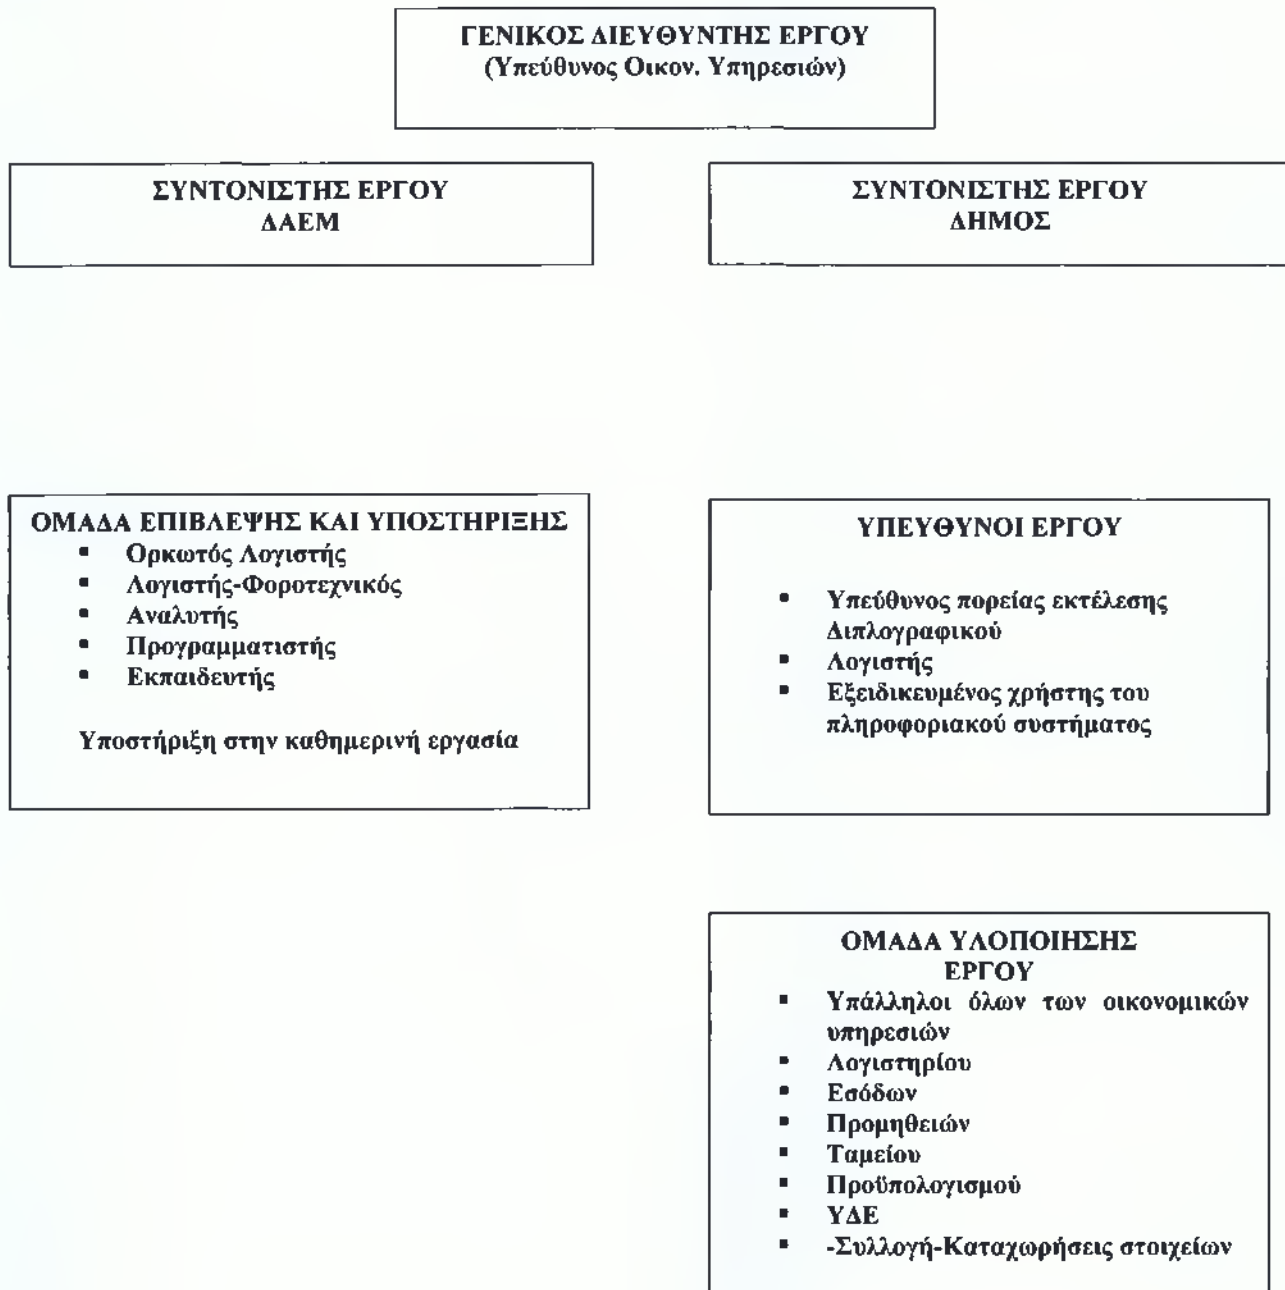 ΓΕΝΙΚΟΣ ΔΙΕΥΘΥΝΤΗΣ ΕΡΓΟΥ
(Υπεύθυνος Οικον. Υπηρεσιών)
ΣΥΝΤΟΝΙΣΤΗΣ ΕΡΓΟΥ
ΔΑΕΜ
ΣΥΝΤΟΝΙΣΤΗΣ ΕΡΓΟΥ
ΔΗΜΟΣ
ΟΜΑΔΑ ΕΠΙΒΛΕΨΗΣ ΚΑΙ ΥΠΟΣΤΗΡΙΞΗΣ
▪ Ορκωτός Λογιστής
▪ Λογιστής-Φοροτεχνικός
▪ Αναλυτής
▪ Προγραμματιστής
▪ Εκπαιδευτής
Υποστήριξη στην καθημερινή εργασία
ΥΠΕΥΘΥΝΟΙ ΕΡΓΟΥ
▪ Υπεύθυνος πορείας εκτέλεσης
Διπλογραφικού
▪ Λογιστής
▪ Εξειδικευμένος χρήστης του
πληροφοριακού συστήματος
ΟΜΑΔΑ ΥΛΟΠΟΙΗΣΗΣ
ΕΡΓΟΥ
▪ Υπάλληλοι όλων των οικονομικών
υπηρεσιών
▪ Λογιστηρίου
▪ Εσόδων
▪ Προμηθειών
▪ Ταμείου
▪ Προϋπολογισμού
▪ ΥΔΕ
▪ -Συλλογή-Καταχωρήσεις στοιχείων